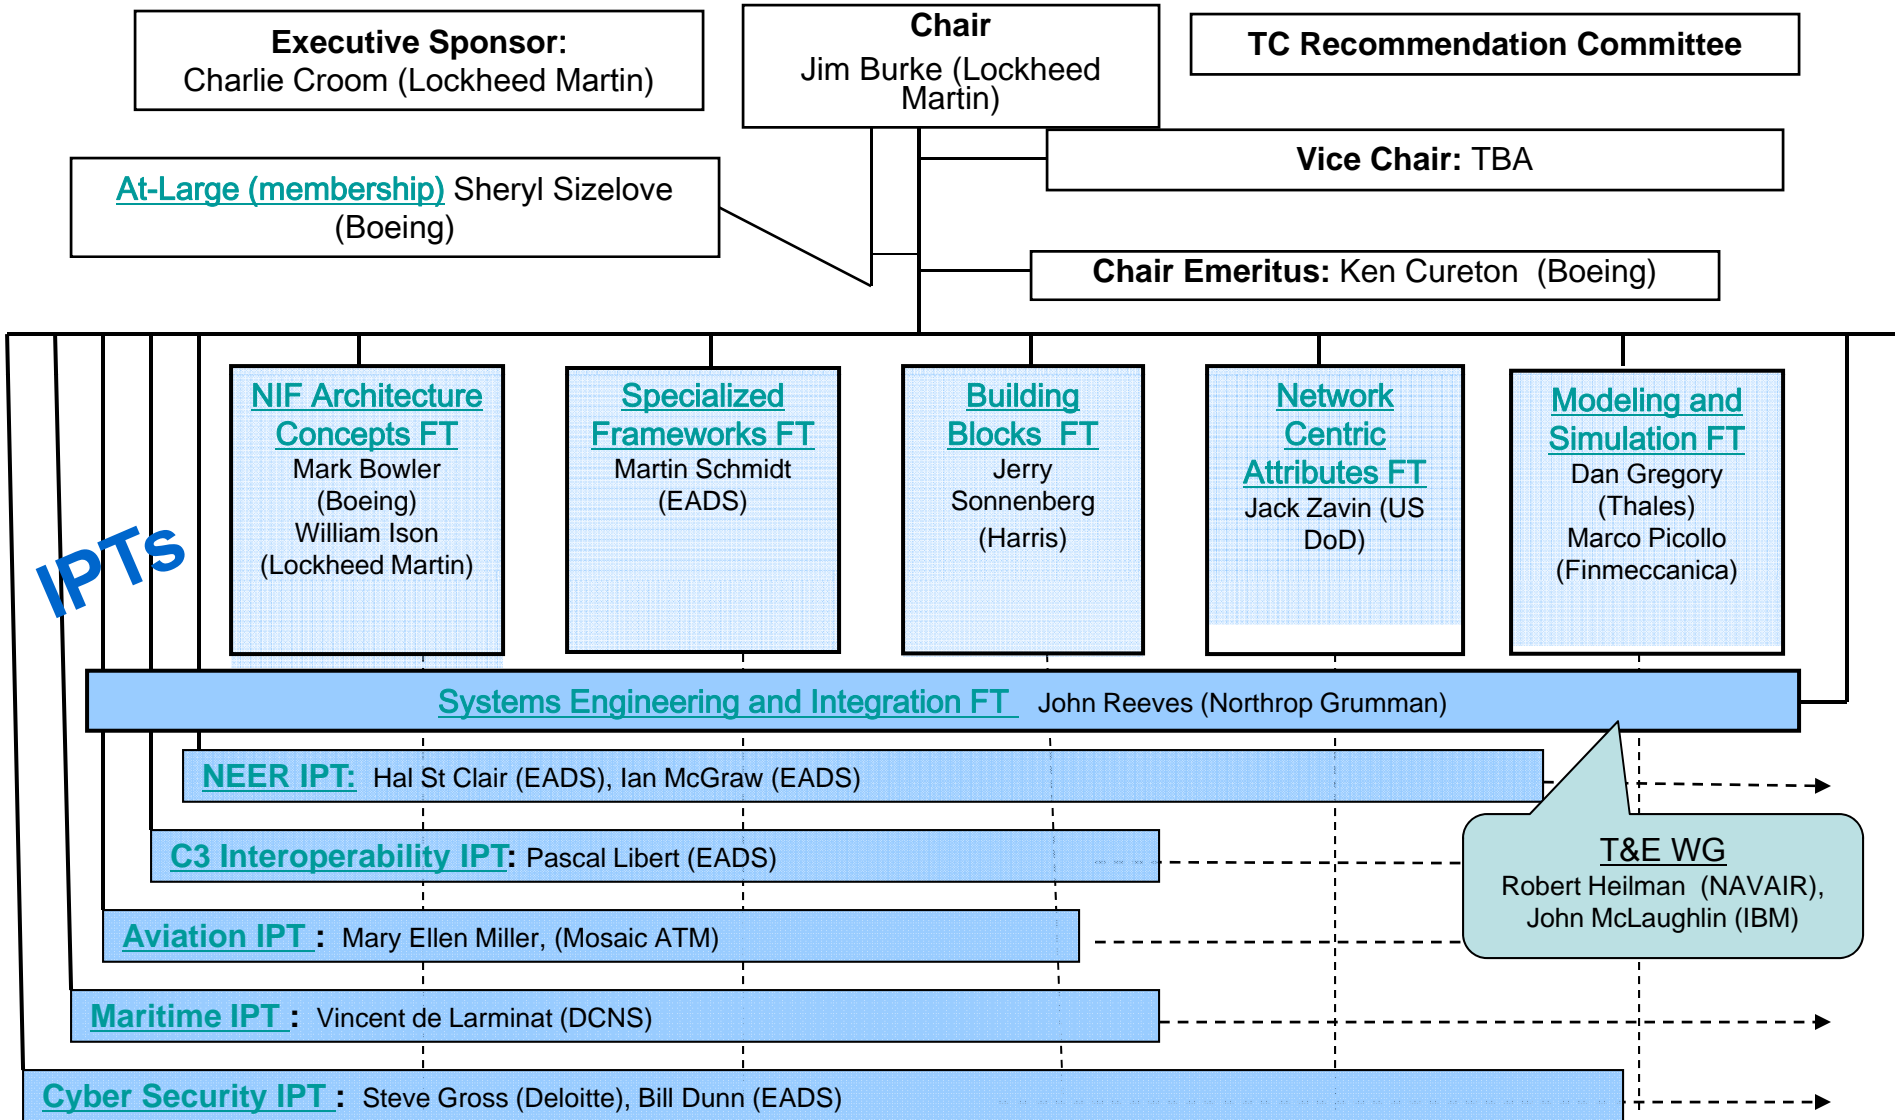 Executive Sponsor:
Charlie Croom (Lockheed Martin)
Chair
Jim Burke (Lockheed
Martin)
TC Recommendation Committee
At-Large (membership) Sheryl Sizelove
(Boeing)
Vice Chair: TBA
Chair Emeritus: Ken Cureton (Boeing)
IPTs
NIF Architecture
Concepts FT
Mark Bowler
(Boeing)
William Ison
(Lockheed Martin)
Specialized
Frameworks FT
Martin Schmidt
(EADS)
Building
Blocks FT
Jerry
Sonnenberg
(Harris)
Network
Centric
Attributes FT
Jack Zavin (US
DoD)
Modeling and
Simulation FT
Dan Gregory
(Thales)
Marco Picollo
(Finmeccanica)
Systems Engineering and Integration FT John Reeves (Northrop Grumman)
NEER IPT: Hal St Clair (EADS), Ian McGraw (EADS)
C3 Interoperability IPT: Pascal Libert (EADS)
T&E WG
Robert Heilman (NAVAIR),
John McLaughlin (IBM)
Aviation IPT : Mary Ellen Miller, (Mosaic ATM)
Maritime IPT : Vincent de Larminat (DCNS)
Cyber Security IPT : Steve Gross (Deloitte), Bill Dunn (EADS)